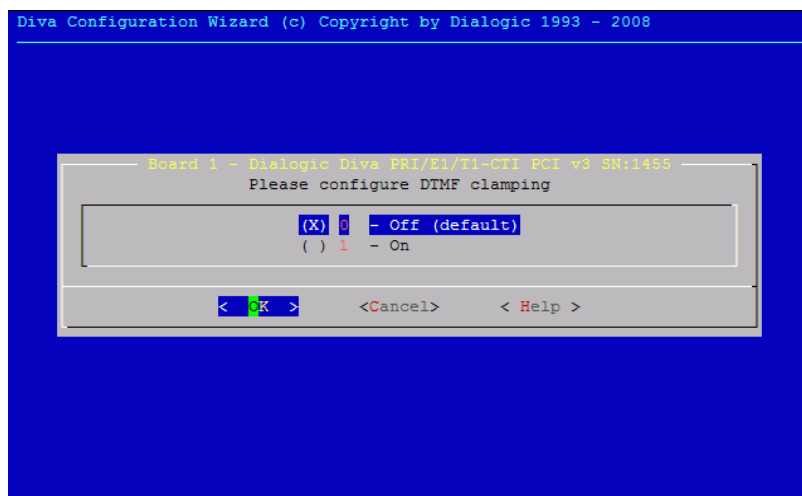 Diva Configuration Wizard (c) Copyright by Dialogic 1993 - 2008
Board 1 - Dialogic Diva PRI/E1/T1-CTI PCI v3 SN:1455
Please configure DTMF clamping
(X) 0 - Off (default)
( ) 1 - On
< OK > <Cancel> < Help >